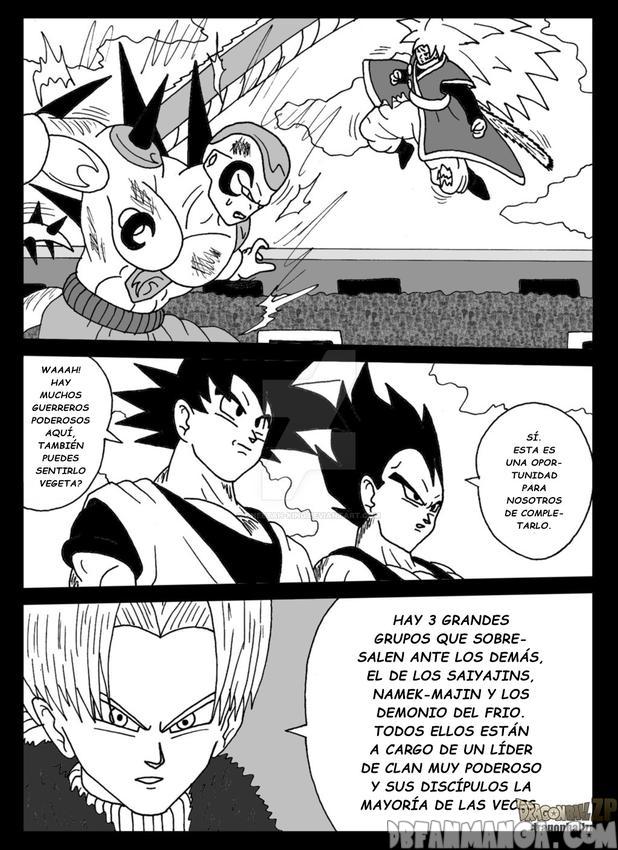 WAAAH!
HAY
MUCHOS
GUERREROS
PODEROSOS
AQUÍ,
TAMBIÉN
PUEDES
SENTIRLO
VEGETA?
SÍ.
ESTA ES
UNA OPOR-
TUNIDAD
PARA
NOSOTROS
DE COMPLE-
TARLO.
HAY 3 GRANDES
GRUPOS QUE SOBRE-
SALEN ANTE LOS DEMÁS,
EL DE LOS SAIYAJINS,
NAMEK-MAJIN Y LOS
DEMONIO DEL FRIO.
TODOS ELLOS ESTÁN
A CARGO DE UN LÍDER
DE CLAN MUY PODEROSO
Y SUS DISCÍPULOS LA
MAYORÍA DE LAS
DRAGONBALL ZP
DBFANMANGA.COM